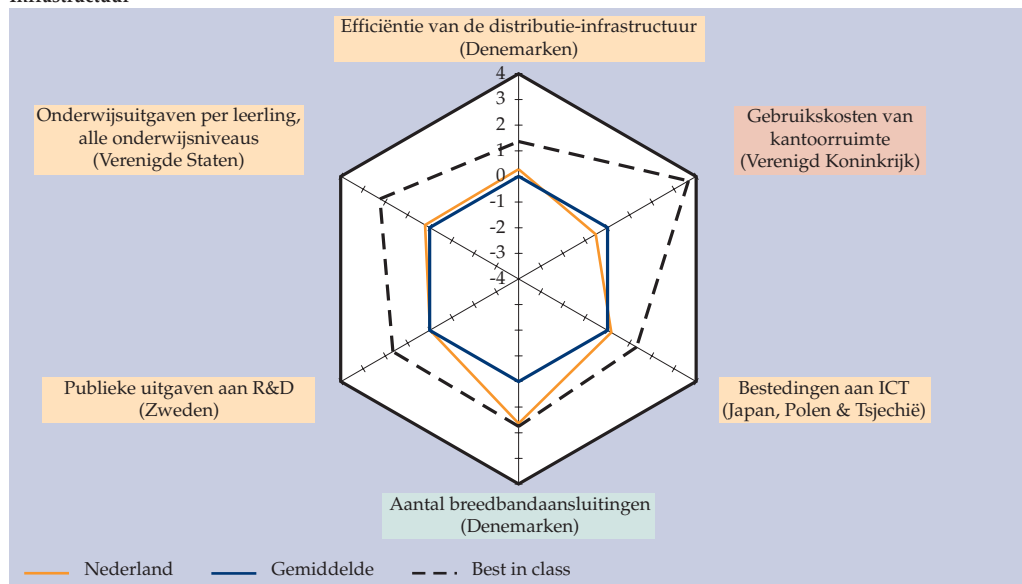 Infrastructuur
Efficiëntie van de distributie-infrastructuur
(Denemarken)
Onderwijsuitgaven per leerling,
alle onderwijsniveaus
(Verenigde Staten)
Gebruikskosten van
kantoorruimte
(Verenigd Koninkrijk)
4
3
2
1
0
-1
-2
-3
-4
Publieke uitgaven aan R&D
(Zweden)
Bestedingen aan ICT
(Japan, Polen & Tsjechië)
Aantal breedbandaansluitingen
(Denemarken)
Nederland Gemiddelde Best in class